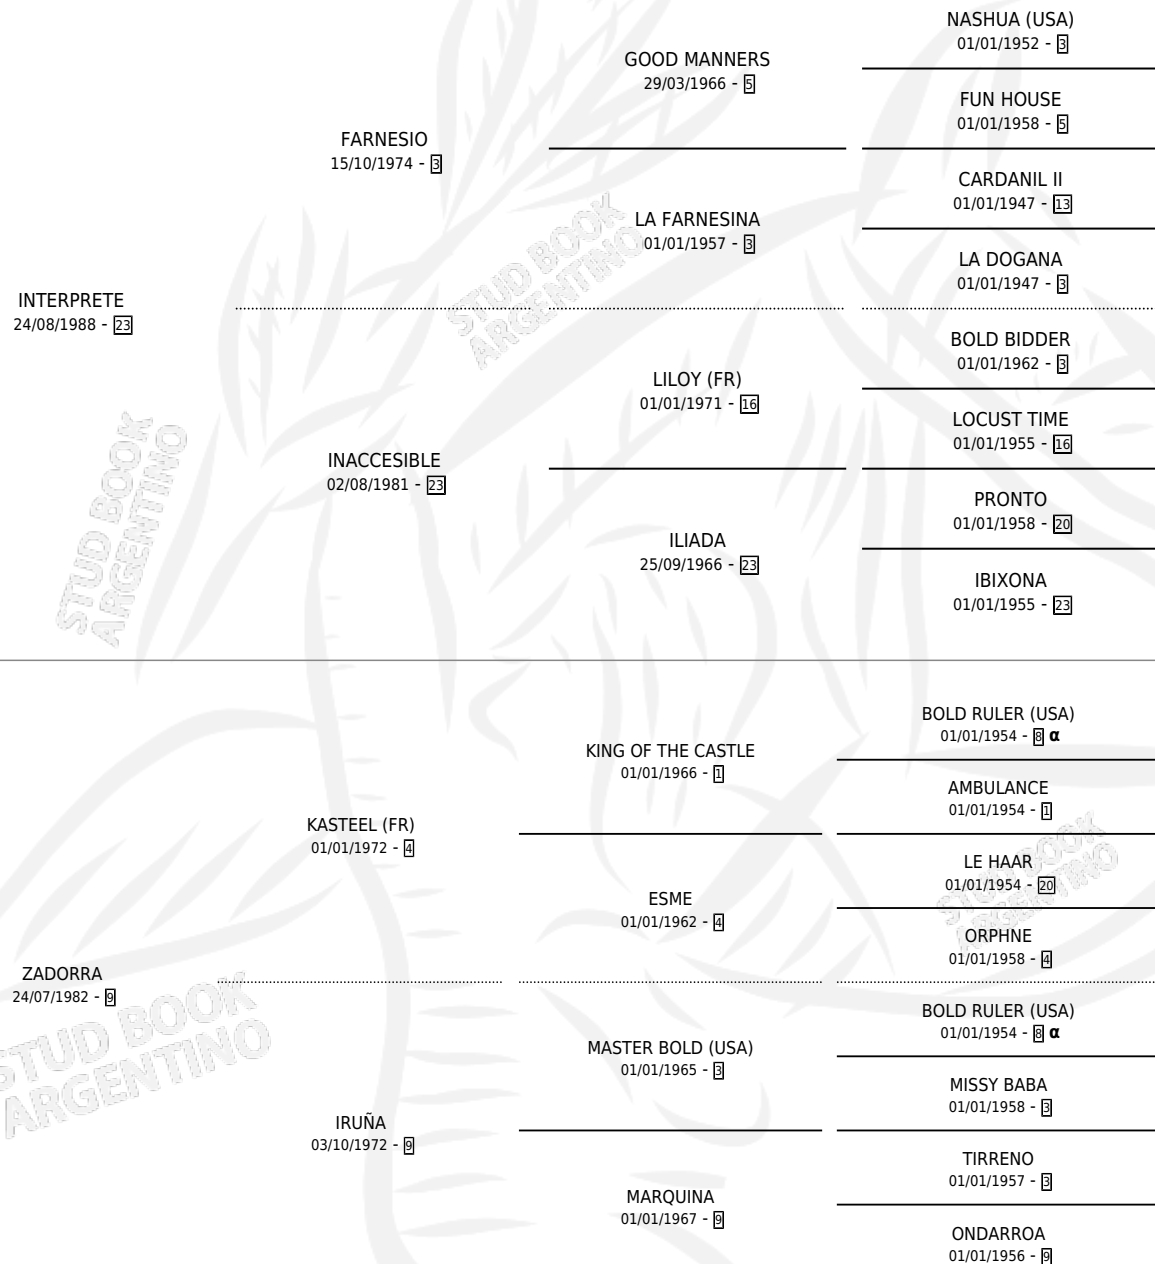 NASHUA (USA)
01/01/1952 - 3
GOOD MANNERS
29/03/1966 - 5
FUN HOUSE
01/01/1958 - 5
FARNESIO
15/10/1974 - 3
CARDANIL II
01/01/1947 - 13
LA FARNESINA
01/01/1957 - 3
LA DOGANA
01/01/1947 - 3
INTERPRETE
24/08/1988 - 23
BOLD BIDDER
01/01/1962 - 3
LILOY (FR)
01/01/1971 - 16
LOCUST TIME
01/01/1955 - 16
INACCESIBLE
02/08/1981 - 23
PRONTO
01/01/1958 - 20
ILIADA
25/09/1966 - 23
IBIXONA
01/01/1955 - 23
BOLD RULER (USA)
01/01/1954 - 8 α
KING OF THE CASTLE
01/01/1966 - 1
AMBULANCE
01/01/1954 - 1
KASTEEL (FR)
01/01/1972 - 4
LE HAAR
01/01/1954 - 20
ESME
01/01/1962 - 4
ORPHNE
01/01/1958 - 4
ZADORRA
24/07/1982 - 9
BOLD RULER (USA)
01/01/1954 - 8 α
MASTER BOLD (USA)
01/01/1965 - 3
MISSY BABA
01/01/1958 - 3
IRUÑA
03/10/1972 - 9
TIRRENO
01/01/1957 - 3
MARQUINA
01/01/1967 - 9
ONDARROA
01/01/1956 - 9
STUD BOOK
ARGENTINO
STUD BOOK
ARGENTINO
STUD BOOK
ARGENTINO
STUD BOOK
ARGENTINO